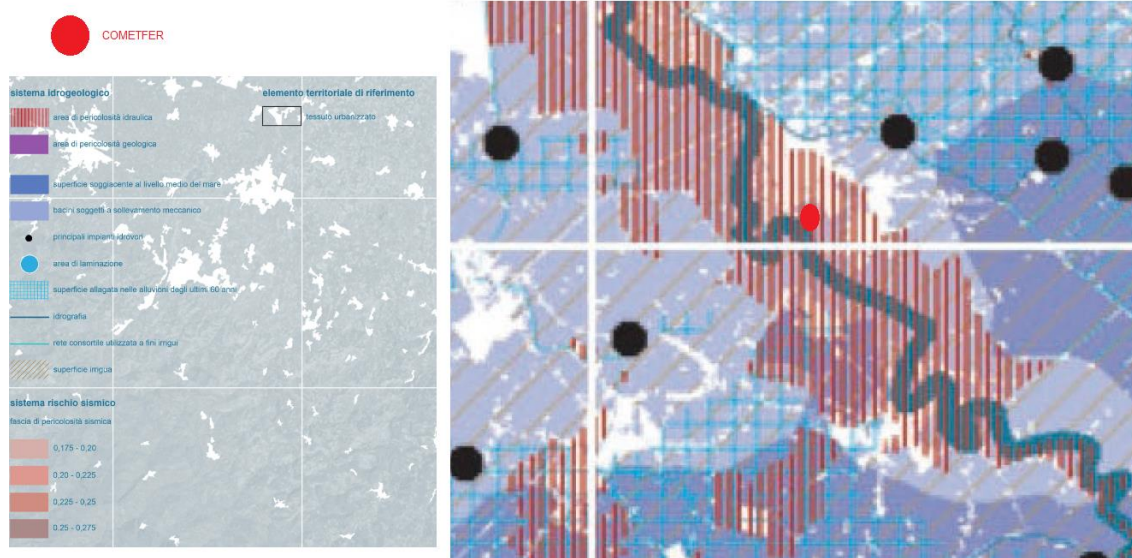 COMETFER
sistema idrogeologico
area di pericolosità idraulica
area di pericolosità geologica
superficie soggiacente al livello medio del mare
bacini soggetti a sollevamento meccanico
principali impianti idrovori
area di laminazione
superficie allagata nelle alluvioni degli ultimi 60 anni
idrografia
rete consortile utilizzata a fini irrigui
superficie irrigua
sistema rischio sismico
fascia di pericolosità sismica
0,175 - 0,20
0,20 - 0,225
0,225 - 0,25
0,25 - 0,275
elemento territoriale di riferimento
tessuto urbanizzato